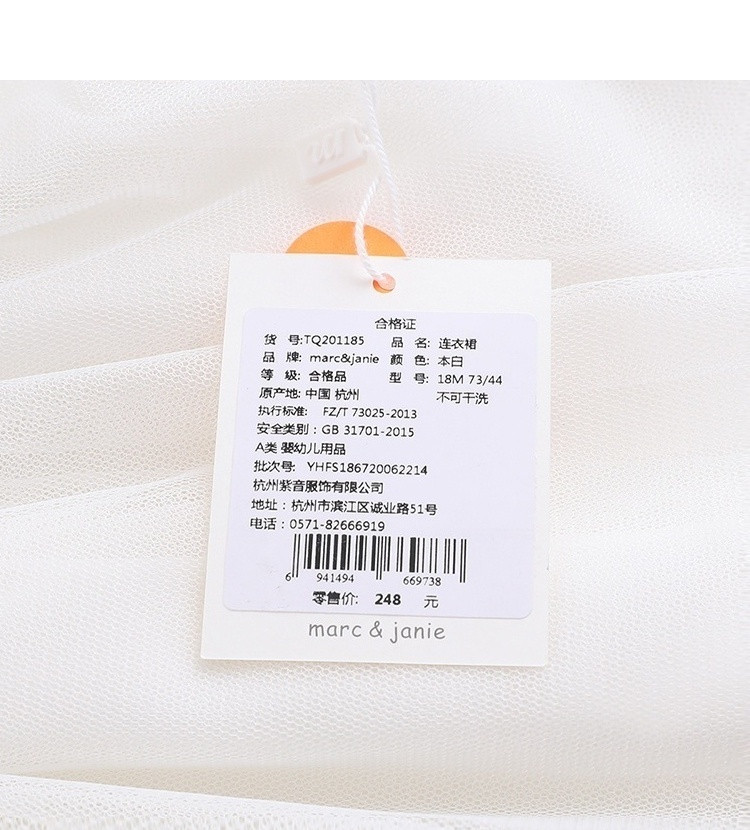 合格证
货 号:TQ201185 品 名: 连衣裙
品 牌: marc&janie 颜 色: 本白
等 级: 合格品 型 号: 18M 73/44
原产地: 中国 杭州 不可干洗
执行标准: FZ/T 73025-2013
安全类别：GB 31701-2015
A类 婴幼儿用品
批次号: YHFS186720062214
杭州紫音服饰有限公司
地址：杭州市滨江区诚业路51号
电话：0571-82666919
6 941494 669738
零售价: 248 元
marc & janie